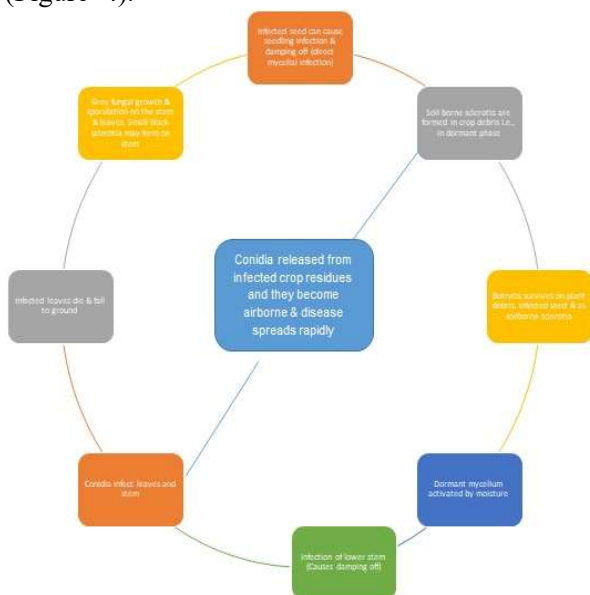 (Figure 4).
Infected seed can cause
seedling infection &
damping off (direct
mycelial infection)
Soil borne sclerotia are
formed in crop debris i.e.,
in dormant phase
Botrytis survives on plant
debris, infected seed & as
soilborne sclerotia
Dormant mycelium
activated by moisture
Infection of lower stem
(Causes damping off)
Conidia infect leaves and
stem
Infected leaves die & fall
to ground
Grey fungal growth &
sporulation on the stem
& leaves. Small black
sclerotia may form on
stem
Conidia released from
infected crop residues
and they become
airborne & disease
spreads rapidly